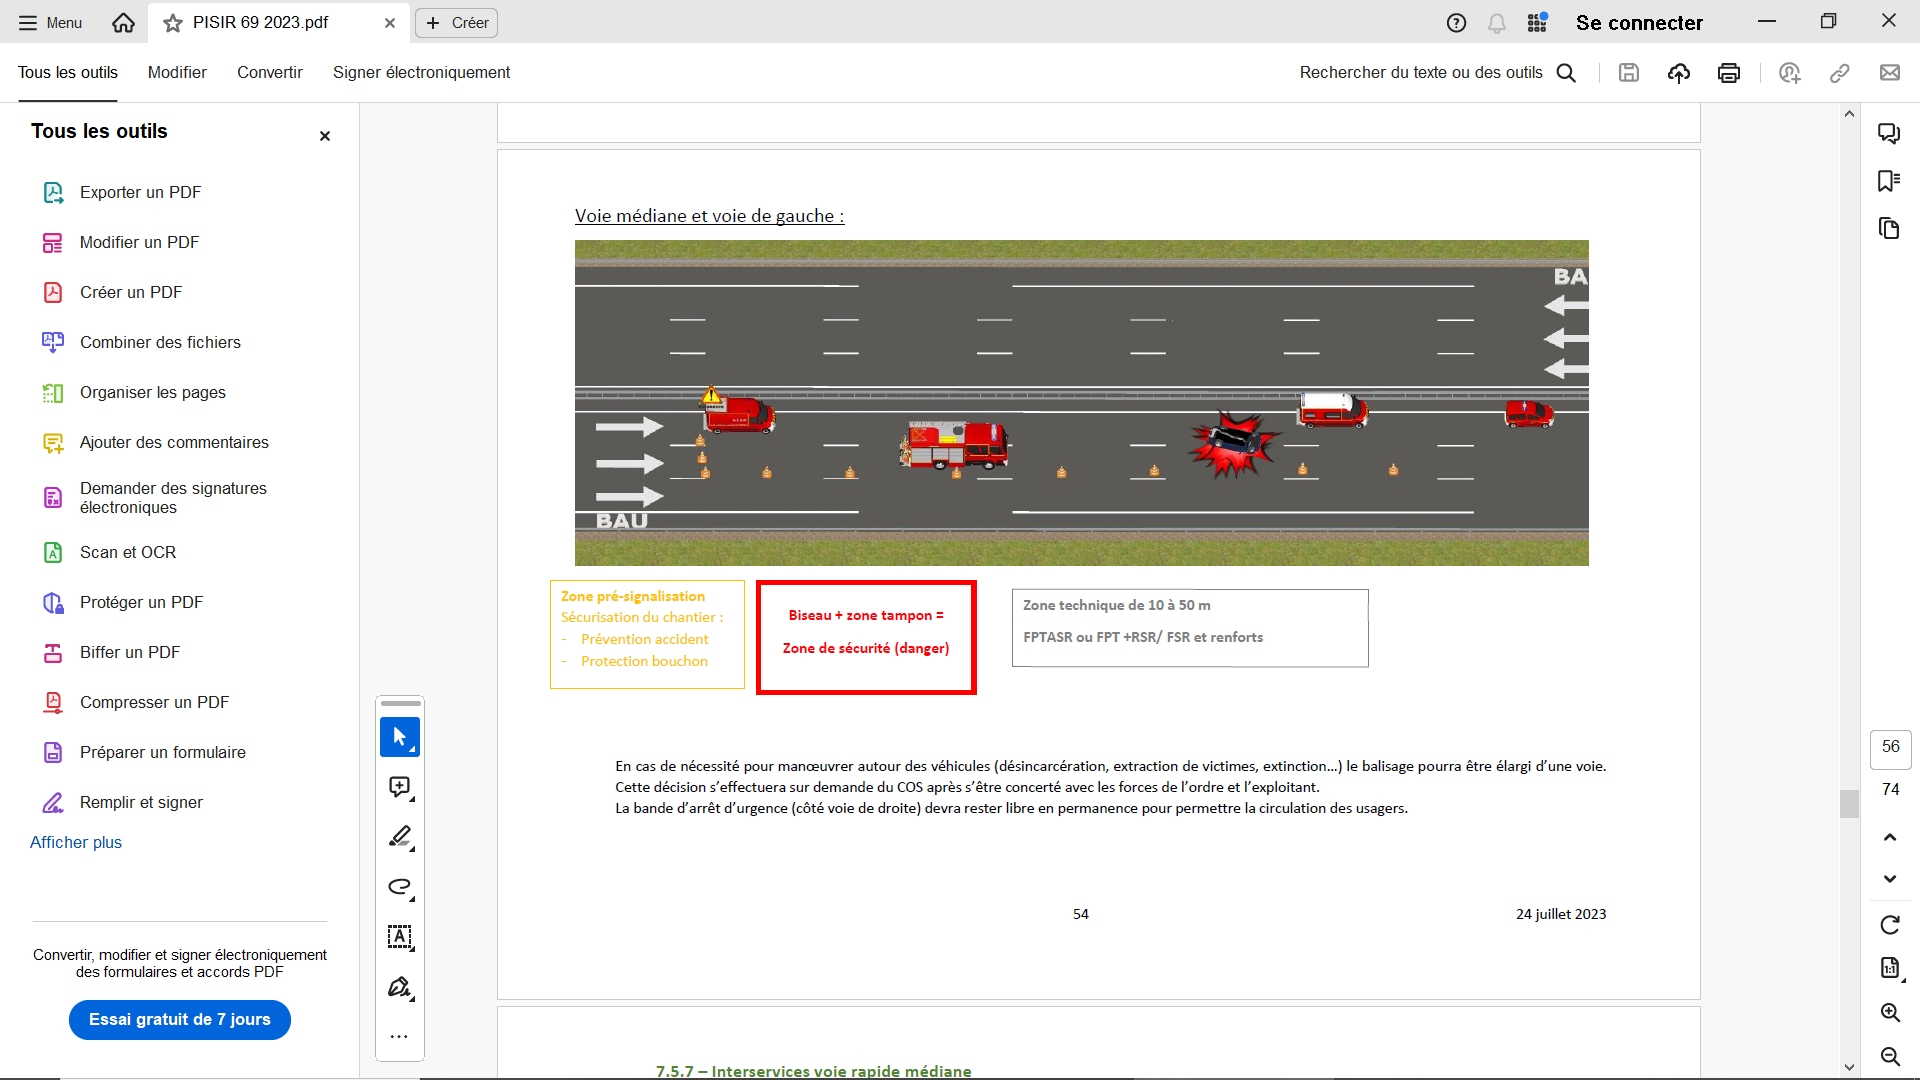 Menu
PISIR 69 2023.pdf
Créer
Se connecter
Tous les outils
Modifier
Convertir
Signer électroniquement
Rechercher du texte ou des outils
Tous les outils
Exporter un PDF
Modifier un PDF
Créer un PDF
Combiner des fichiers
Organiser les pages
Ajouter des commentaires
Demander des signatures
électroniques
Scan et OCR
Protéger un PDF
Biffer un PDF
Compresser un PDF
Préparer un formulaire
Remplir et signer
Afficher plus
Convertir, modifier et signer électroniquement
des formulaires et accords PDF
Essai gratuit de 7 jours
Voie médiane et voie de gauche :
BA
BAU
Zone pré-signalisation
Sécurisation du chantier :
- Prévention accident
- Protection bouchon
Biseau + zone tampon =
Zone de sécurité (danger)
Zone technique de 10 à 50 m
FPTASR ou FPT +RSR/ FSR et renforts
En cas de nécessité pour manœuvrer autour des véhicules (désincarcération, extraction de victimes, extinction…) le balisage pourra être élargi d’une voie.
Cette décision s’effectuera sur demande du COS après s’être concerté avec les forces de l’ordre et l’exploitant.
La bande d’arrêt d’urgence (côté voie de droite) devra rester libre en permanence pour permettre la circulation des usagers.
54
24 juillet 2023
7.5.7 – Interservices voie rapide médiane
56
74